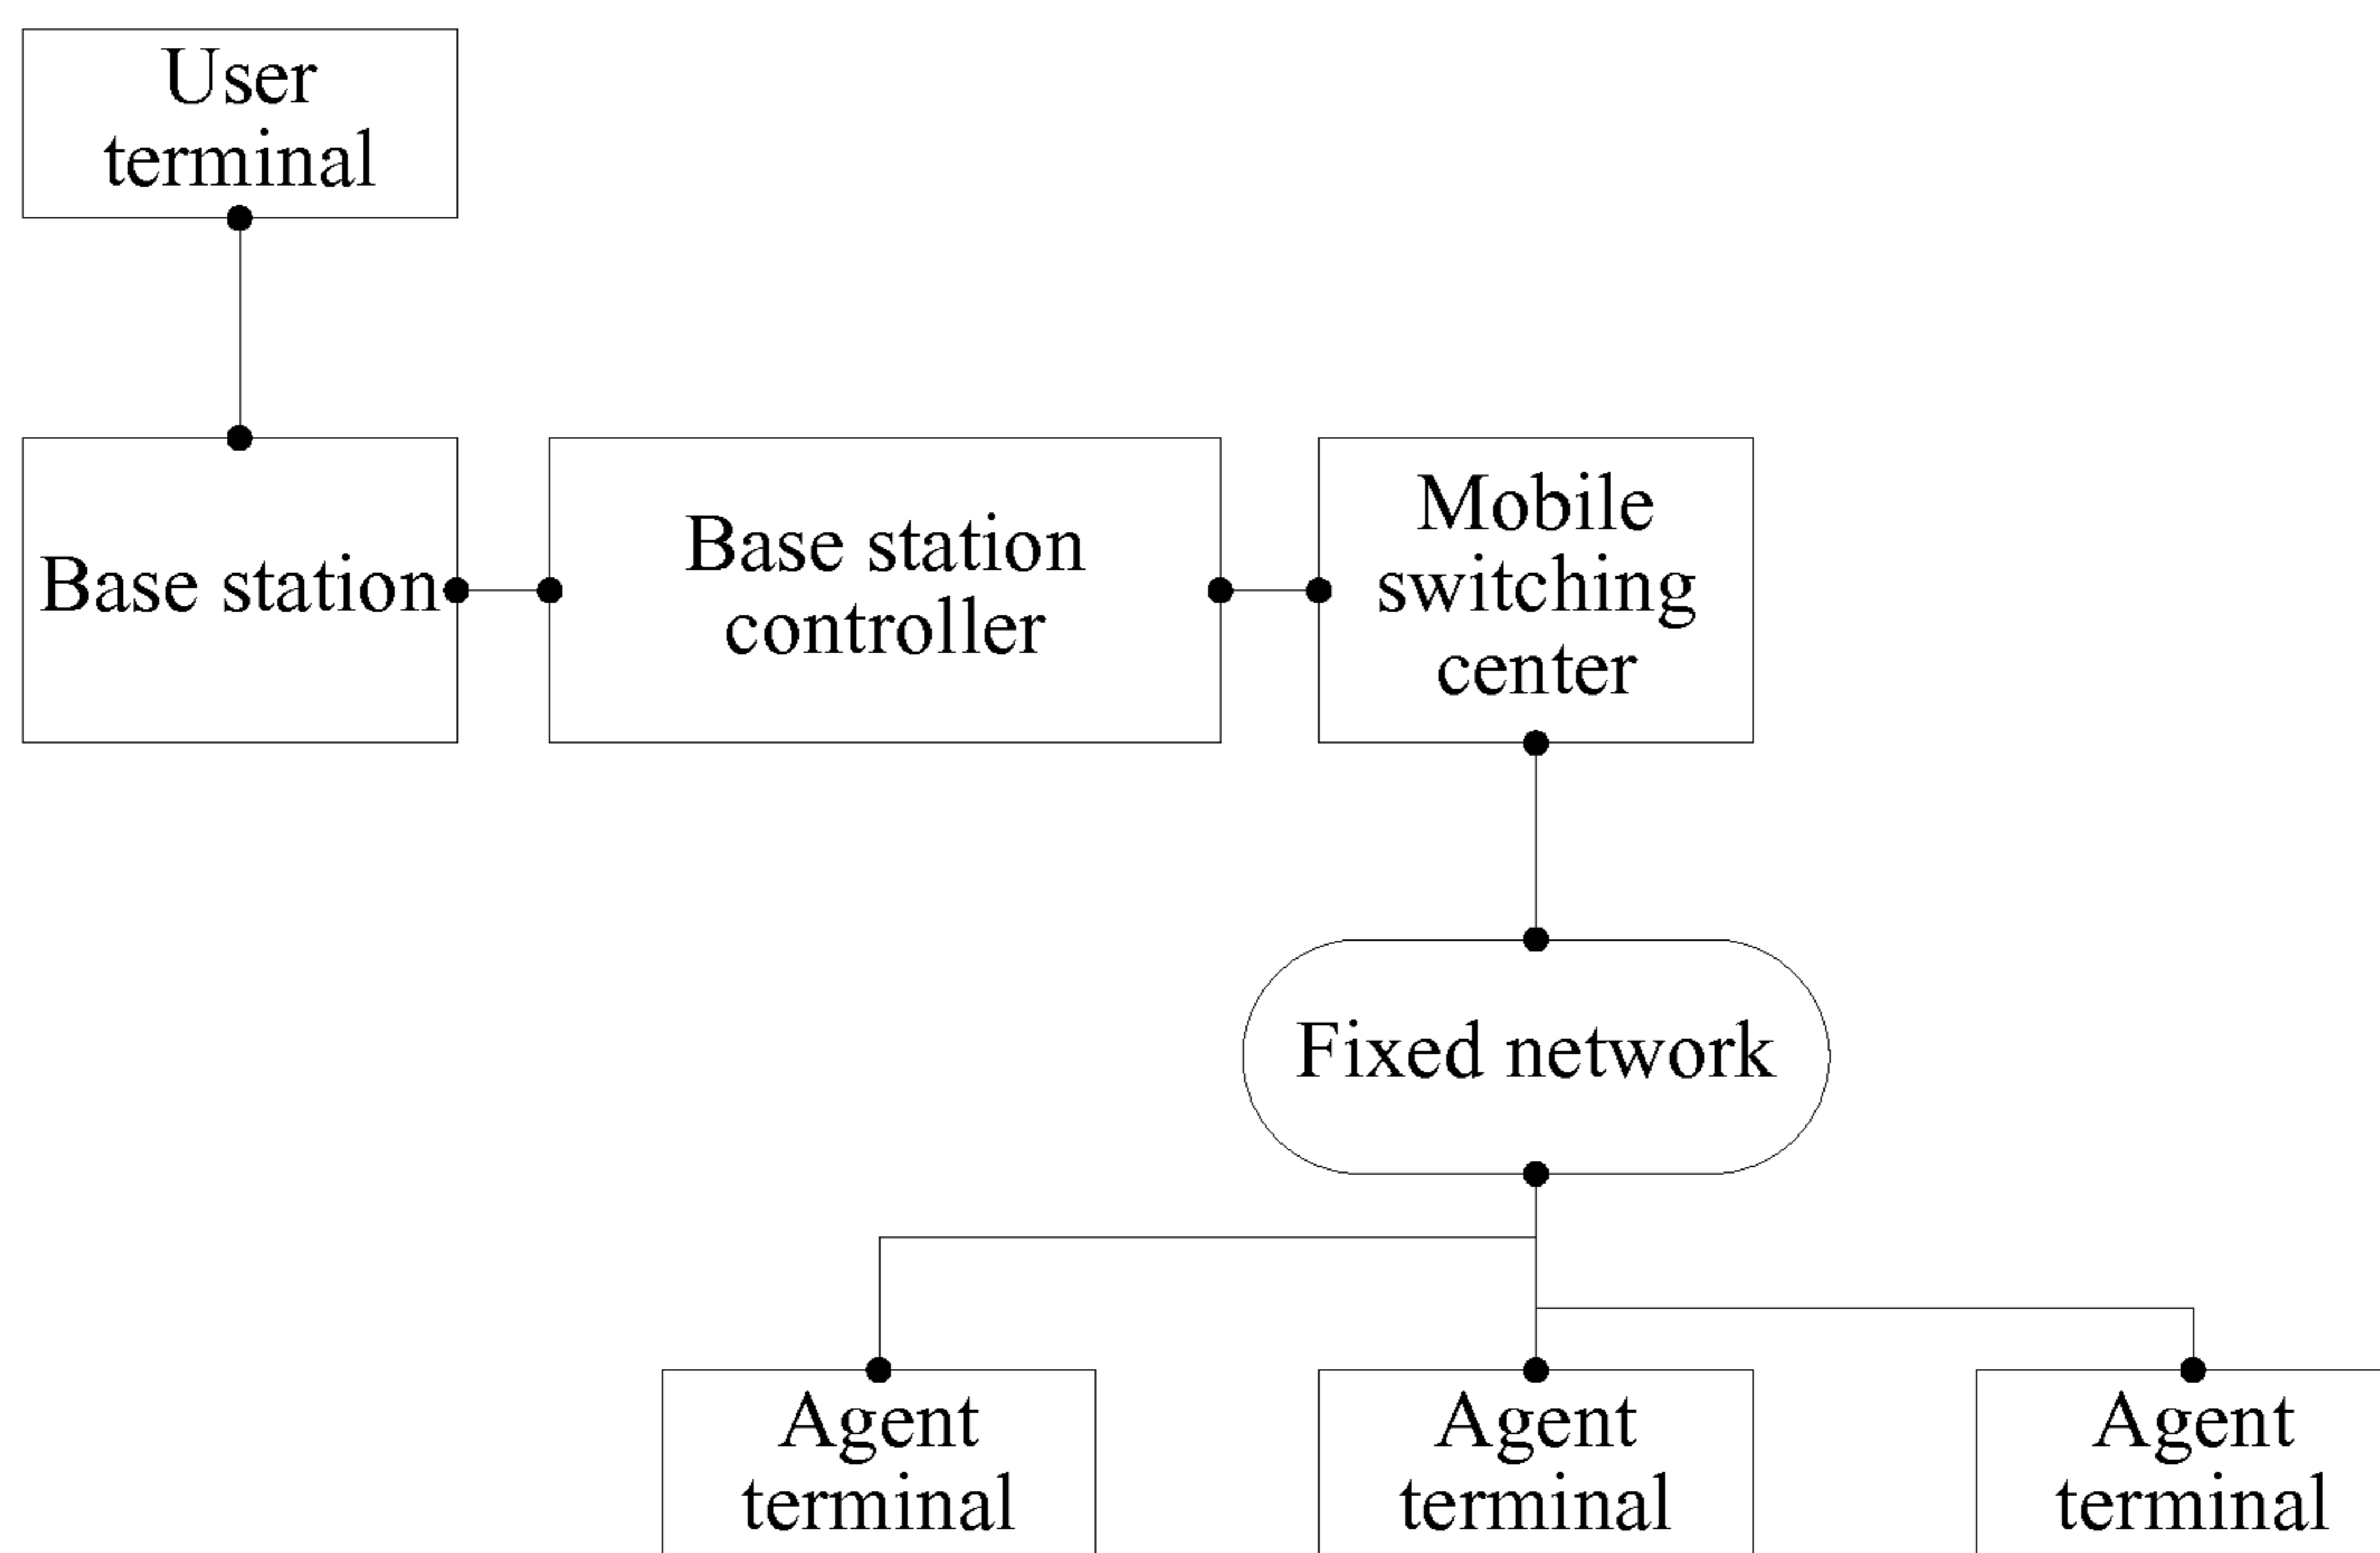 User
terminal
Base station
Base station
controller
Mobile
switching
center
Fixed network
Agent
terminal
Agent
terminal
Agent
terminal